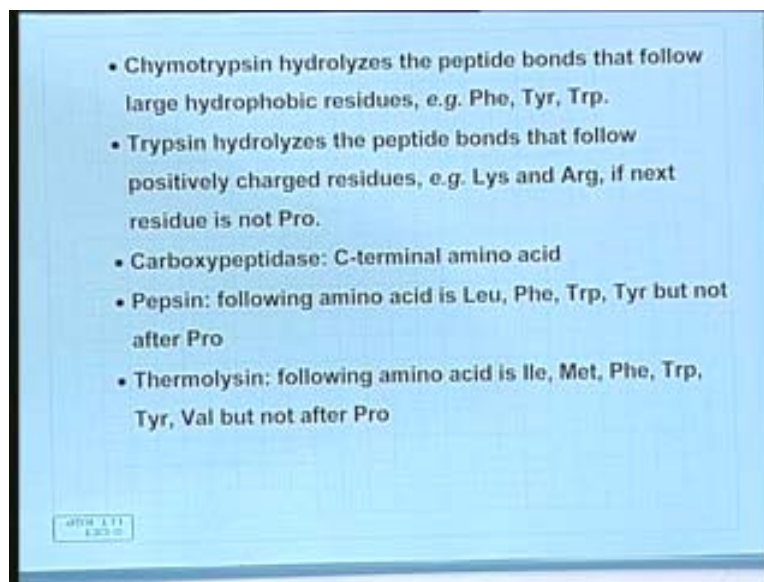 • Chymotrypsin hydrolyzes the peptide bonds that follow
large hydrophobic residues, e.g. Phe, Tyr, Trp.
• Trypsin hydrolyzes the peptide bonds that follow
positively charged residues, e.g. Lys and Arg, if next
residue is not Pro.
• Carboxypeptidase: C-terminal amino acid
• Pepsin: following amino acid is Leu, Phe, Trp, Tyr but not
after Pro
• Thermolysin: following amino acid is Ile, Met, Phe, Trp,
Tyr, Val but not after Pro